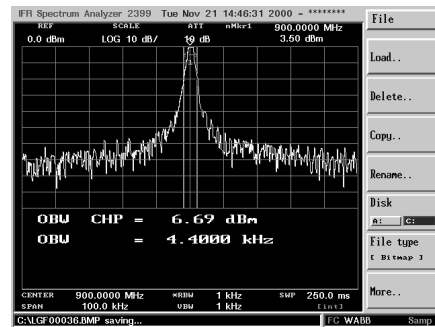 IFR Spectrum Analyzer 2399 Tue Nov 21 14:46:31 2000 - ********
REF SCALE ATT nMkr1 900.0000 MHz
0.0 dBm LOG 10 dB/ 10 dB 3.50 dBm
OBW CHP = 6.69 dBm
OBW = 4.4000 kHz
CENTER 900.0000 MHz *RBW 1 kHz SWP 250.0 ms
SPAN 100.0 kHz VBW 1 kHz [int]
C:\LGF00036.BMP saving... FC WABB Samp
File
Load..
Delete..
Copy..
Rename..
Disk
A: C:
File type
[ Bitmap ]
More..